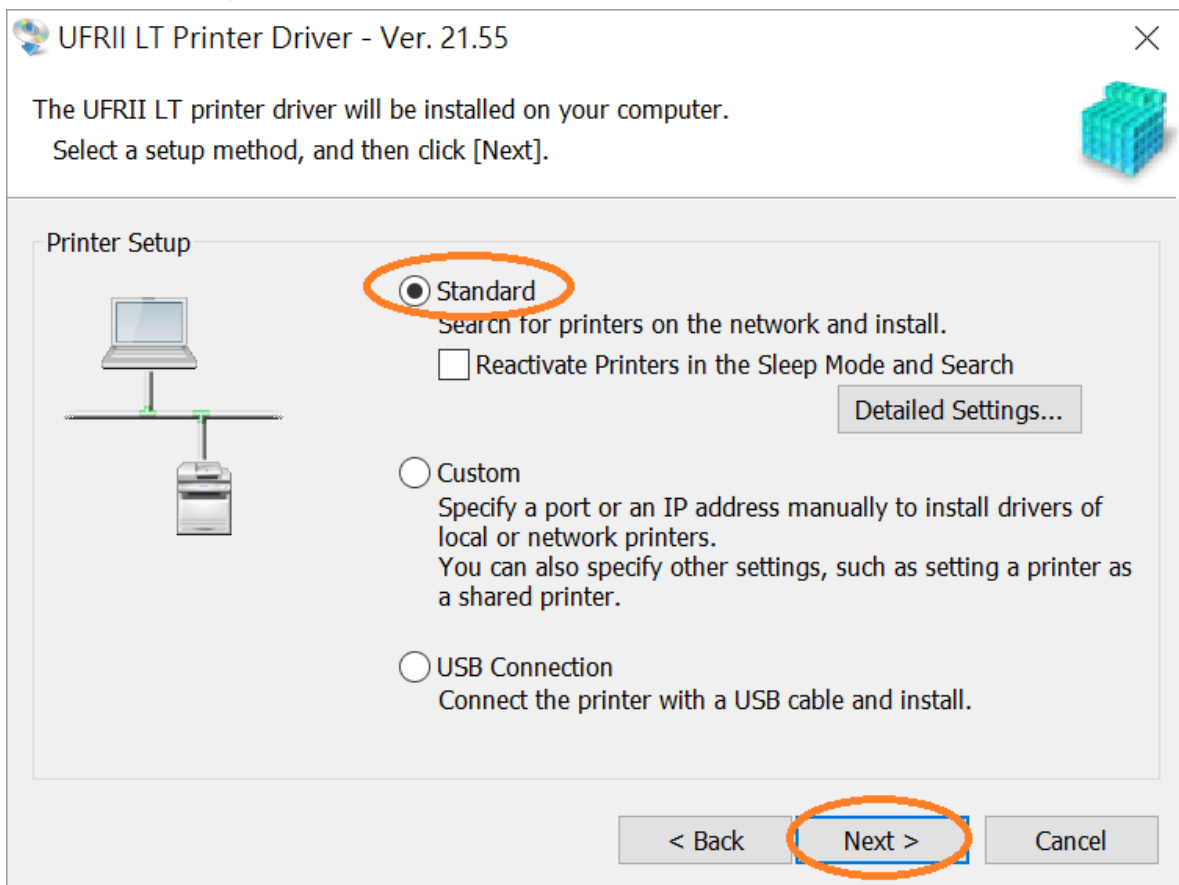 UFRII LT Printer Driver - Ver. 21.55
The UFRII LT printer driver will be installed on your computer.
Select a setup method, and then click [Next].
Printer Setup
Standard
Search for printers on the network and install.
Reactivate Printers in the Sleep Mode and Search
Detailed Settings...
Custom
Specify a port or an IP address manually to install drivers of
local or network printers.
You can also specify other settings, such as setting a printer as
a shared printer.
USB Connection
Connect the printer with a USB cable and install.
< Back
Next >
Cancel